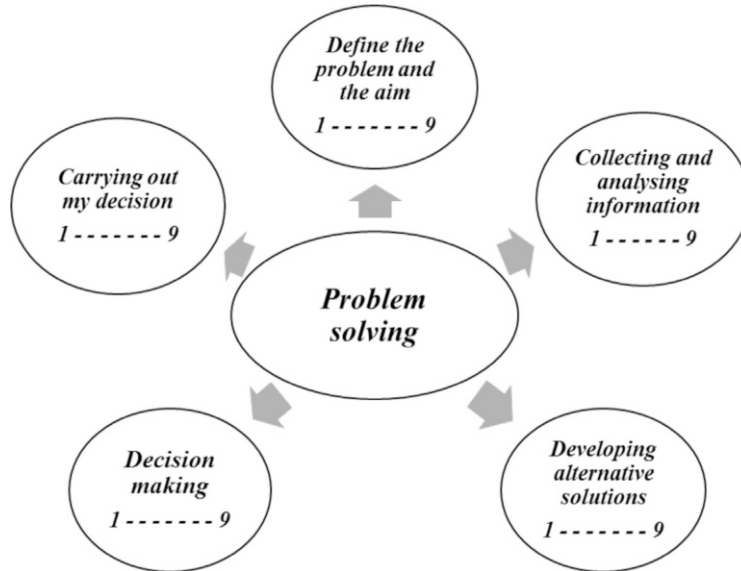 Define the
problem and
the aim
1 - - - - - - - 9
Collecting and
analysing
information
1 - - - - - - 9
Carrying out
my decision
1 - - - - - - - 9
Problem
solving
Decision
making
1 - - - - - - - 9
Developing
alternative
solutions
1 - - - - - - - 9